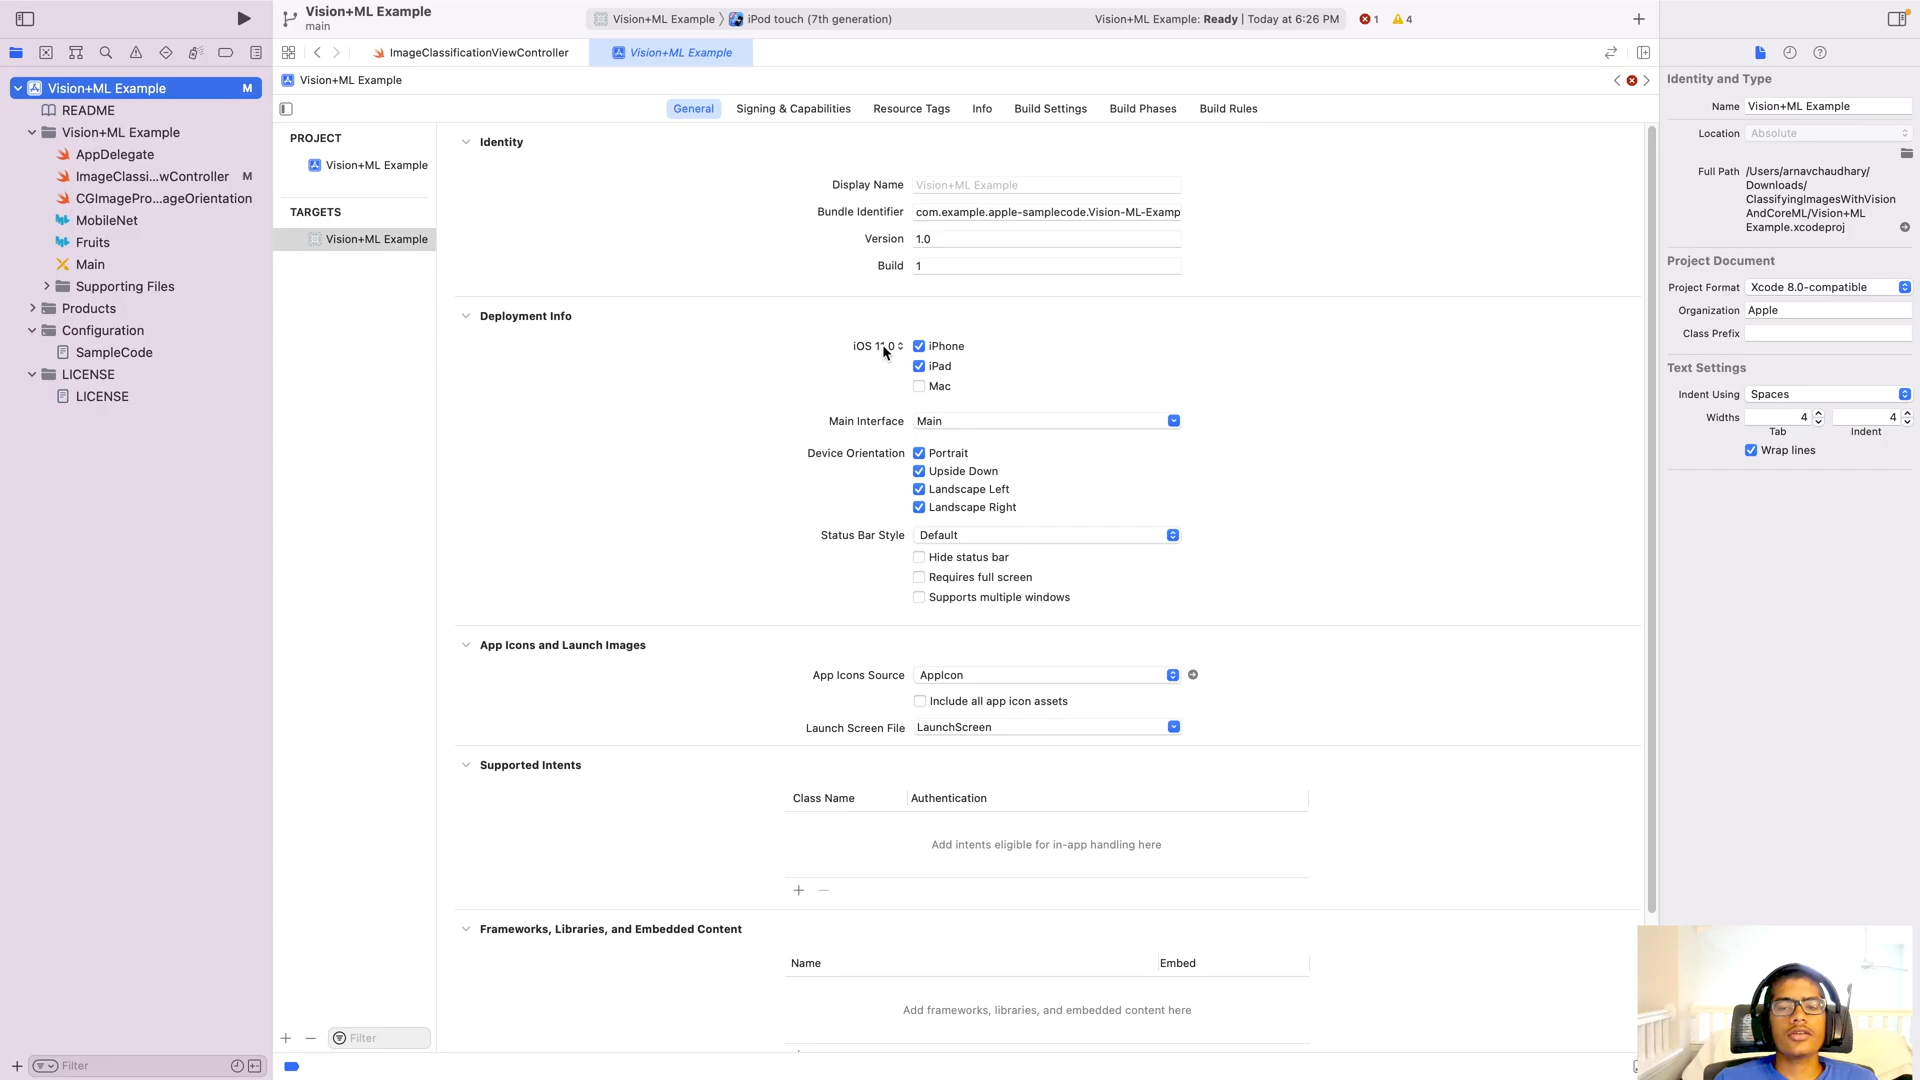 Vision+ML Example
main
Vision+ML Example 〉 iPod touch (7th generation)
Vision+ML Example: Ready | Today at 6:26 PM
1
4
ImageClassificationViewController
Vision+ML Example
Vision+ML Example
General
Signing & Capabilities
Resource Tags
Info
Build Settings
Build Phases
Build Rules
Vision+ML Example M
README
Vision+ML Example
AppDelegate
ImageClassi...wController M
CGImagePro...ageOrientation
MobileNet
Fruits
Main
Supporting Files
Products
Configuration
SampleCode
LICENSE
LICENSE
Filter
PROJECT
Vision+ML Example
TARGETS
Vision+ML Example
Filter
Identity
Display Name Vision+ML Example
Bundle Identifier com.example.apple-samplecode.Vision-ML-Examp
Version 1.0
Build 1
Deployment Info
iOS iPhone
iPad
Mac
Main Interface Main
Device Orientation Portrait
Upside Down
Landscape Left
Landscape Right
Status Bar Style Default
Hide status bar
Requires full screen
Supports multiple windows
App Icons and Launch Images
App Icons Source AppIcon
Include all app icon assets
Launch Screen File LaunchScreen
Supported Intents
Class Name Authentication
Add intents eligible for in-app handling here
Frameworks, Libraries, and Embedded Content
Name Embed
Add frameworks, libraries, and embedded content here
Identity and Type
Name Vision+ML Example
Location Absolute
Full Path /Users/arnavchaudhary/
Downloads/
ClassifyingImagesWithVision
AndCoreML/Vision+ML
Example.xcodeproj
Project Document
Project Format Xcode 8.0-compatible
Organization Apple
Class Prefix
Text Settings
Indent Using Spaces
Widths 4 4
Tab Indent
Wrap lines